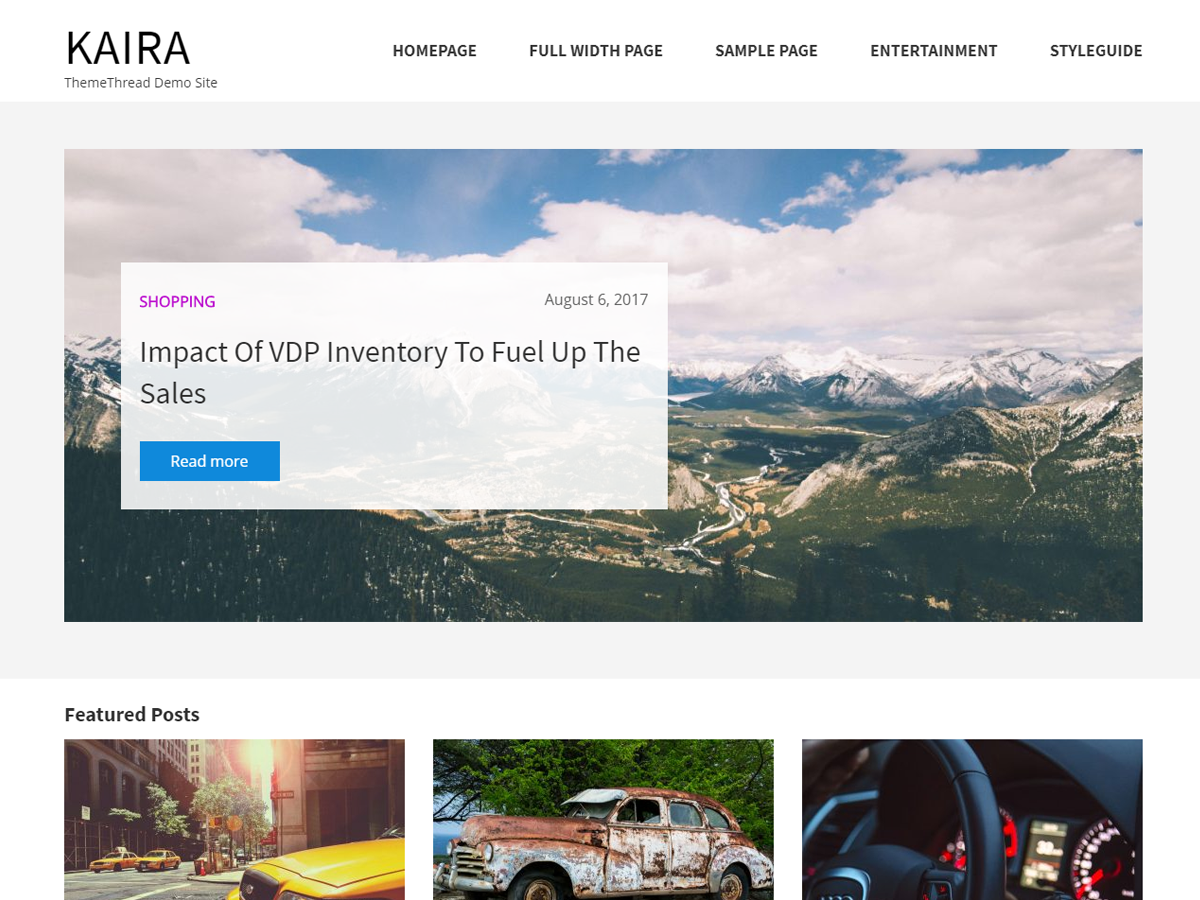 KAIRA
ThemeThread Demo Site
HOMEPAGE FULL WIDTH PAGE SAMPLE PAGE ENTERTAINMENT STYLEGUIDE
SHOPPING August 6, 2017
Impact Of VDP Inventory To Fuel Up The
Sales
Read more
Featured Posts